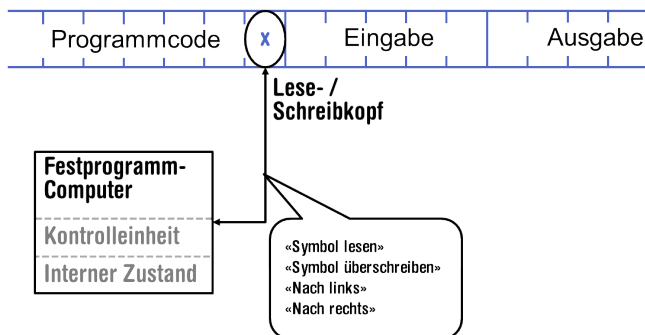 Programmcode x Eingabe Ausgabe
Lese- /
Schreibkopf
Festprogramm-
Computer
Kontrolleinheit
Interner Zustand
«Symbol lesen»
«Symbol überschreiben»
«Nach links»
«Nach rechts»